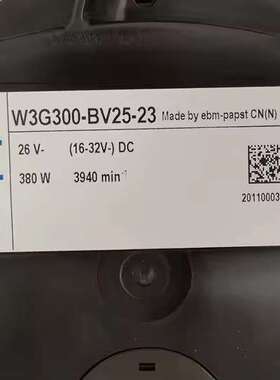 W3G300-BV25-23 Made by ebm-papst CN(N)
26 V- (16-32V-) DC
380 W 3940 min⁻¹
20110003